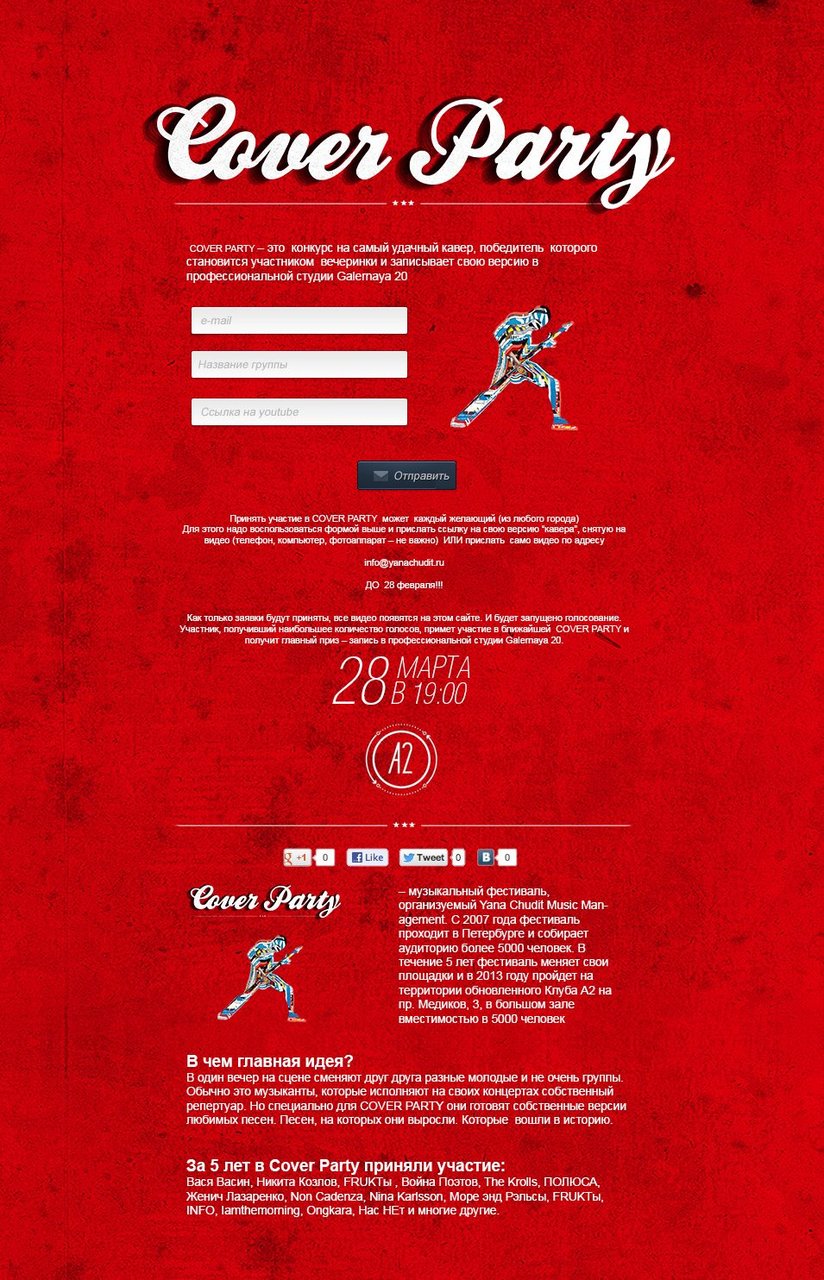 Cover Party
COVER PARTY – это конкурс на самый удачный кавер, победитель которого
становится участником вечеринки и записывает свою версию в
профессиональной студии Galernaya 20
e-mail
Название группы
Ссылка на youtube
Отправить
Принять участие в COVER PARTY может каждый желающий (из любого города)
Для этого надо воспользоваться формой выше и прислать ссылку на свою версию "кавера", снятую на
видео (телефон, компьютер, фотоаппарат – не важно) ИЛИ прислать само видео по адресу
info@yanachudit.ru
ДО 28 февраля!!!
Как только заявки будут приняты, все видео появятся на этом сайте. И будет запущено голосование.
Участник, получивший наибольшее количество голосов, примет участие в ближайшей COVER PARTY и
получит главный приз – запись в профессиональной студии Galernaya 20.
28 МАРТА
В 19:00
A2
g +1 0 f Like Tweet 0 B 0
Cover Party
– музыкальный фестиваль,
организуемый Yana Chudit Music Man-
agement. С 2007 года фестиваль
проходит в Петербурге и собирает
аудиторию более 5000 человек. В
течение 5 лет фестиваль меняет свои
площадки и в 2013 году пройдет на
территории обновленного Клуба А2 на
пр. Медиков, 3, в большом зале
вместимостью в 5000 человек
В чем главная идея?
В один вечер на сцене сменяют друг друга разные молодые и не очень группы.
Обычно это музыканты, которые исполняют на своих концертах собственный
репертуар. Но специально для COVER PARTY они готовят собственные версии
любимых песен. Песен, на которых они выросли. Которые вошли в историю.
За 5 лет в Cover Party приняли участие:
Вася Васин, Никита Козлов, FRUKTы , Война Поэтов, The Krolls, ПОЛЮСА,
Женич Лазаренко, Non Cadenza, Nina Karlsson, Море энд Рэльсы, FRUKTы,
INFO, Iamthemorning, Ongkara, Нас НЕт и многие другие.